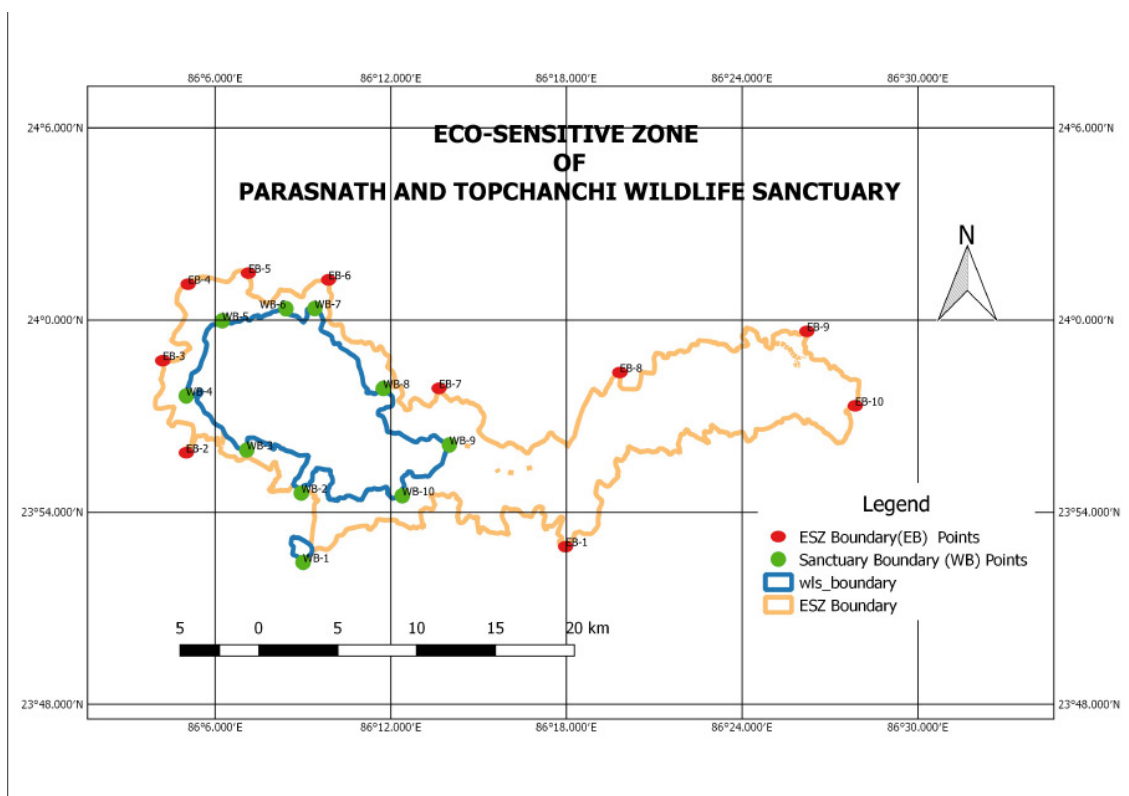 86°6.000'E 86°12.000'E 86°18.000'E 86°24.000'E 86°30.000'E
24°6.000'N 24°6.000'N
ECO-SENSITIVE ZONE
OF
PARASNATH AND TOPCHANCHI WILDLIFE SANCTUARY
N
EB-5
EB-4 EB-6
WB-6 WB-7
24°0.000'N WB-5 24°0.000'N
EB-9
EB-3
EB-8
WB-4 WB-8 EB-7
EB-10
WB-9
EB-2 WB-3
WB-2 WB-10
Legend
23°54.000'N 23°54.000'N
ESZ Boundary(EB) Points
EB-1
WB-1 Sanctuary Boundary (WB) Points
wls_boundary
ESZ Boundary
5 0 5 10 15 20 km
23°48.000'N 23°48.000'N
86°6.000'E 86°12.000'E 86°18.000'E 86°24.000'E 86°30.000'E